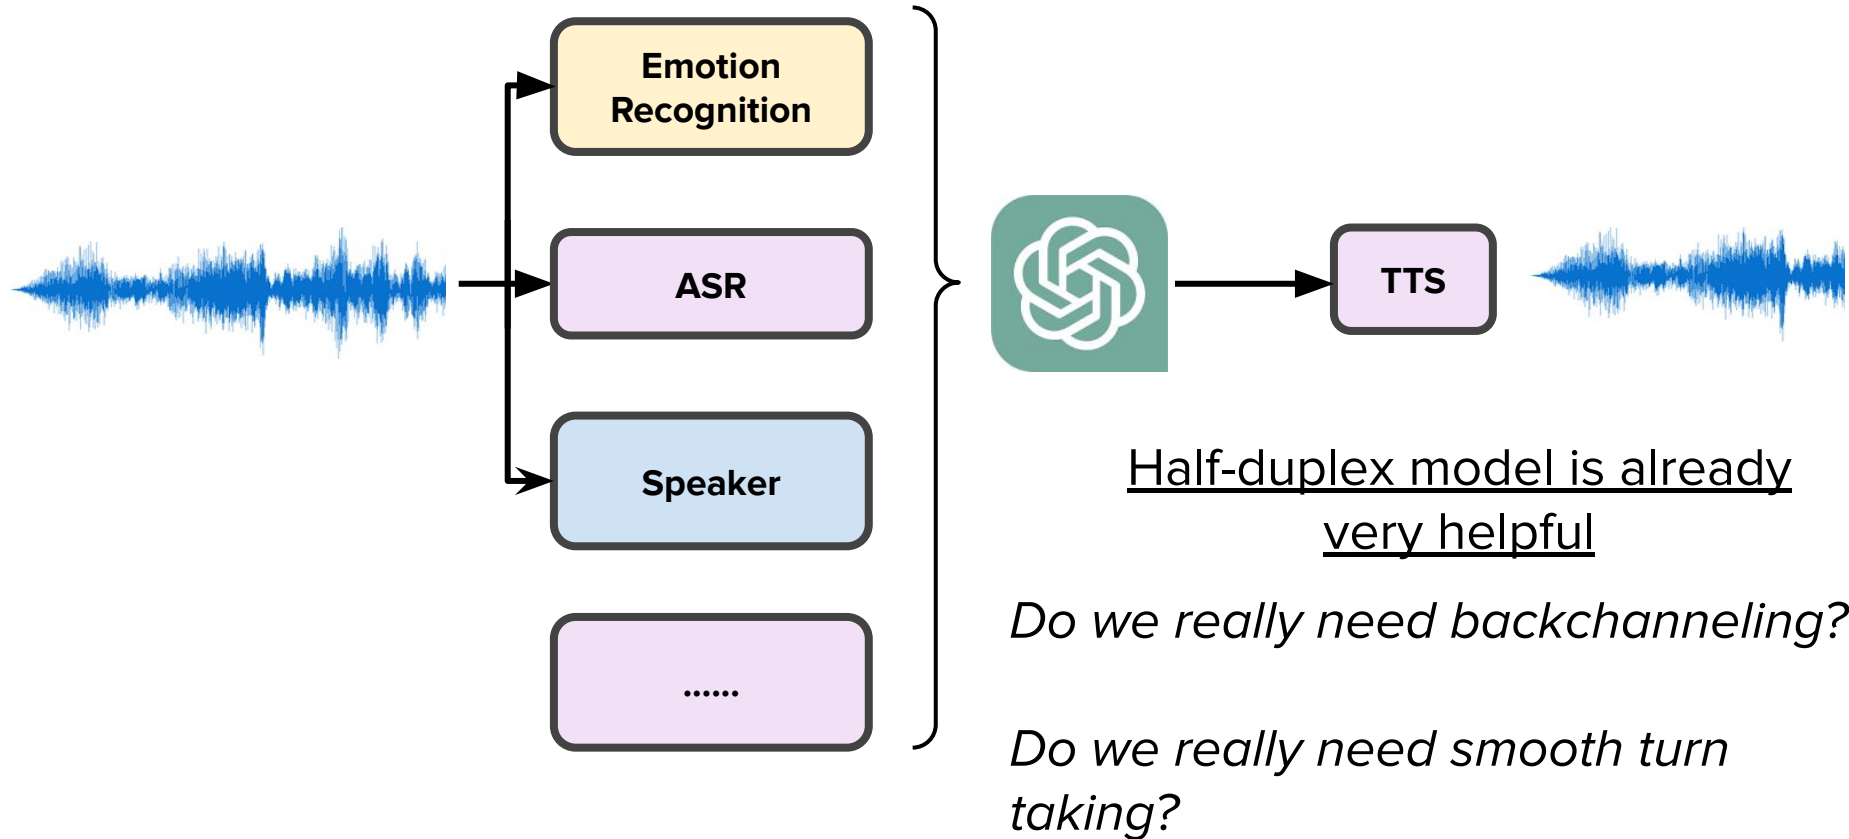 Emotion
Recognition
ASR
Speaker
......
TTS
Half-duplex model is already
very helpful
Do we really need backchanneling?
Do we really need smooth turn
taking?